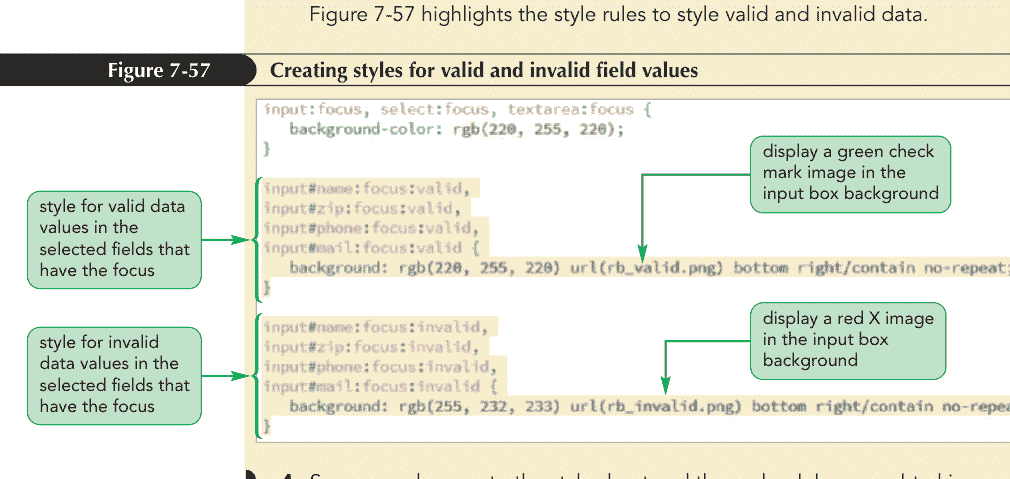 Figure 7-57 highlights the style rules to style valid and invalid data.
Figure 7-57
Creating styles for valid and invalid field values
input:focus, select:focus, textarea:focus {
background-color: rgb(220, 255, 220);
}
display a green check
mark image in the
input box background
style for valid data
values in the
selected fields that
have the focus
input#name:focus:valid,
input#zip:focus:valid,
input#phone:focus:valid,
input#mail:focus:valid {
background: rgb(220, 255, 220) url(rb_valid.png) bottom right/contain no-repeat;
}
display a red X image
in the input box
background
style for invalid
data values in the
selected fields that
have the focus
input#name:focus:invalid,
input#zip:focus:invalid,
input#phone:focus:invalid,
input#mail:focus:invalid {
background: rgb(255, 232, 233) url(rb_invalid.png) bottom right/contain no-repea
}